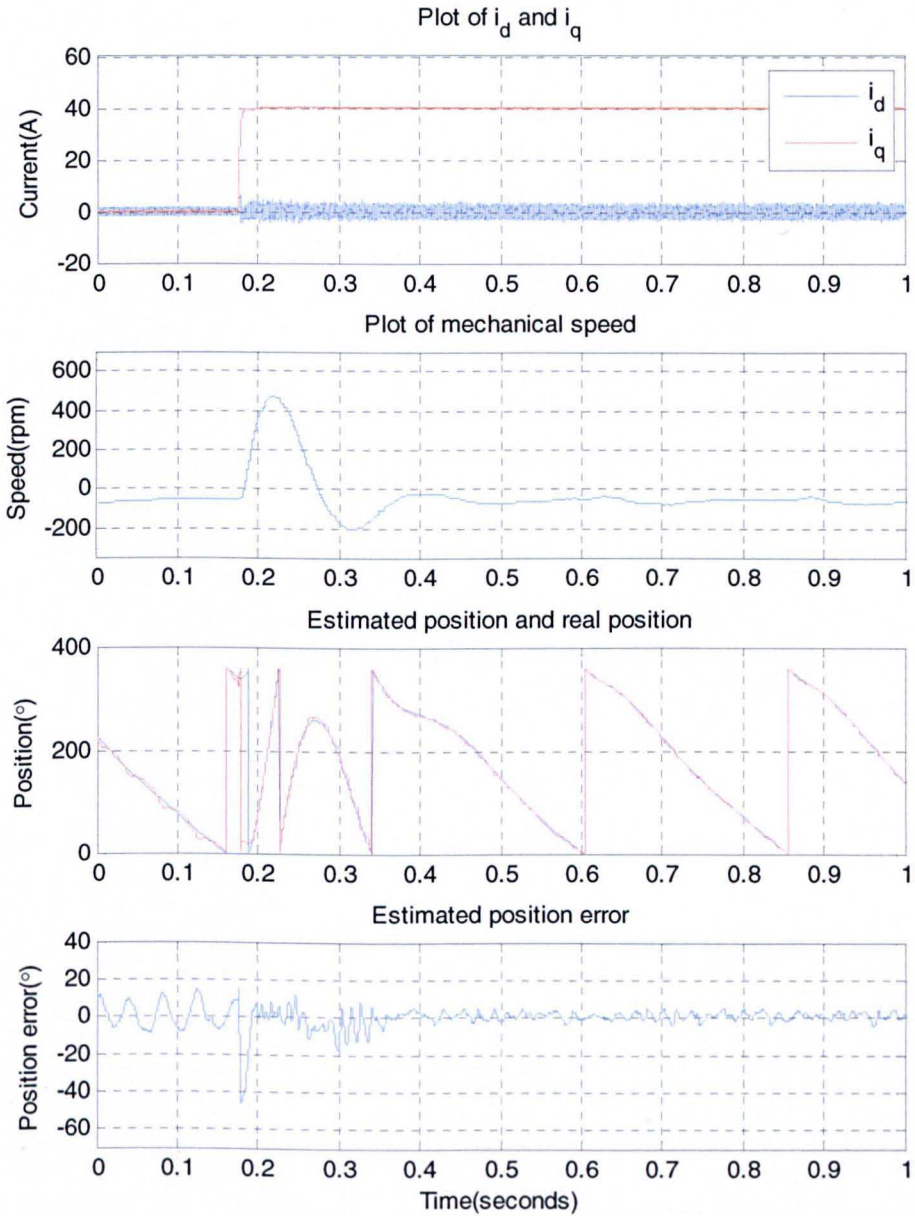 Plot of i_d and i_q
60
40
20
0
-20
Current(A)
i_d
i_q
0 0.1 0.2 0.3 0.4 0.5 0.6 0.7 0.8 0.9 1
Plot of mechanical speed
600
400
200
0
-200
Speed(rpm)
0 0.1 0.2 0.3 0.4 0.5 0.6 0.7 0.8 0.9 1
Estimated position and real position
400
200
0
Position(°)
0 0.1 0.2 0.3 0.4 0.5 0.6 0.7 0.8 0.9 1
Estimated position error
40
20
0
-20
-40
-60
Position error(°)
0 0.1 0.2 0.3 0.4 0.5 0.6 0.7 0.8 0.9 1
Time(seconds)